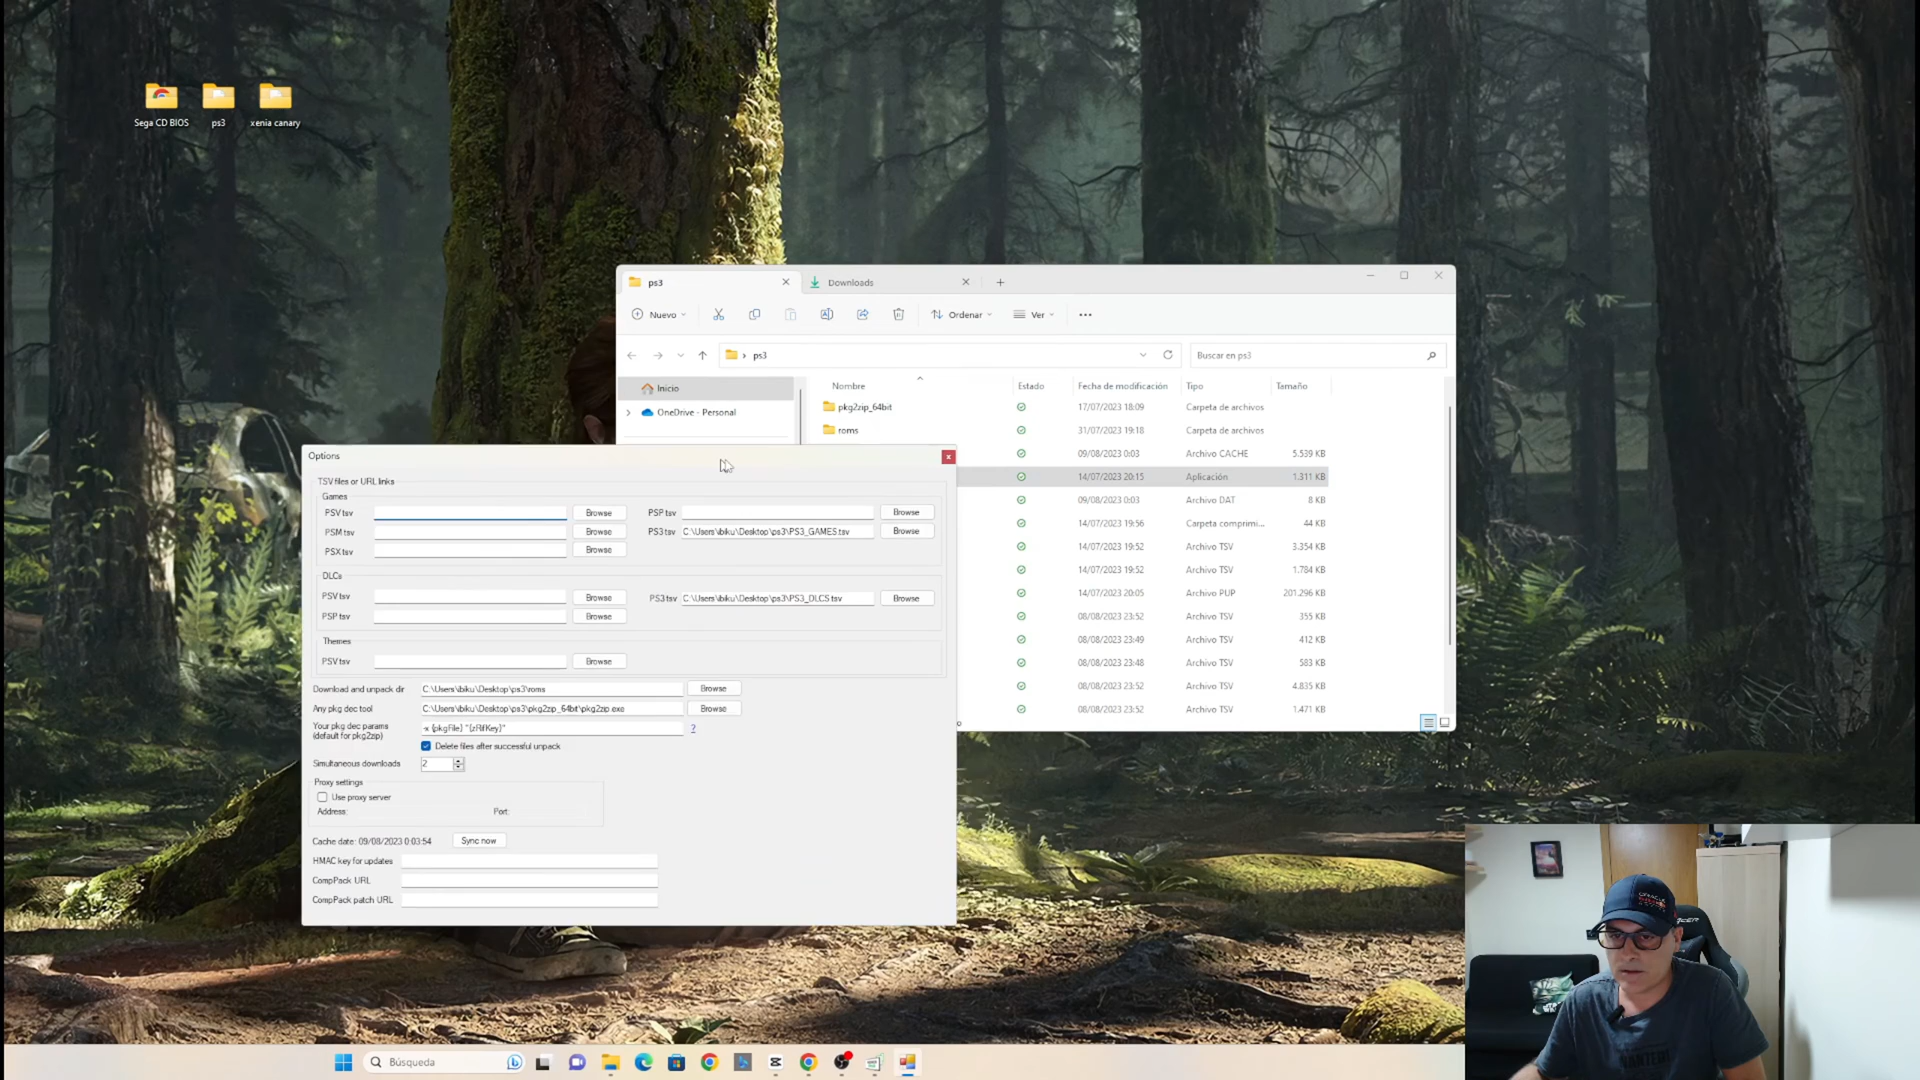 Sega CD BIOS
ps3
xenia canary
ps3
Downloads
Nuevo
Ordenar
Ver
ps3
Buscar en ps3
Inicio
OneDrive - Personal
Nombre Estado Fecha de modificación Tipo Tamaño
pkg2zip_64bit 17/07/2023 18:09 Carpeta de archivos
roms 31/07/2023 19:18 Carpeta de archivos
09/08/2023 0:03 Archivo CACHE 5.539 KB
14/07/2023 20:15 Aplicación 1.311 KB
09/08/2023 0:03 Archivo DAT 8 KB
14/07/2023 19:56 Carpeta comprimi... 44 KB
14/07/2023 19:52 Archivo TSV 3.354 KB
14/07/2023 19:52 Archivo TSV 1.784 KB
14/07/2023 20:05 Archivo PUP 201.296 KB
08/08/2023 23:52 Archivo TSV 355 KB
08/08/2023 23:49 Archivo TSV 412 KB
08/08/2023 23:48 Archivo TSV 583 KB
08/08/2023 23:52 Archivo TSV 4.835 KB
08/08/2023 23:52 Archivo TSV 1.471 KB
Options
TSV files or URL links
Games
PSV tsv Browse PSP tsv Browse
PSM tsv Browse PS3 tsv C:\Users\biku\Desktop\ps3\PS3_GAMES.tsv Browse
PSX tsv Browse
DLCs
PSV tsv Browse PS3 tsv C:\Users\biku\Desktop\ps3\PS3_DLCS.tsv Browse
PSP tsv Browse
Themes
PSV tsv Browse
Download and unpack dir C:\Users\biku\Desktop\ps3\roms Browse
Any pkg dec tool C:\Users\biku\Desktop\ps3\pkg2zip_64bit\pkg2zip.exe Browse
Your pkg dec params
(default for pkg2zip) -x {pkgFile} "{zRifKey}" ?
Delete files after successful unpack
Simultaneous downloads 2
Proxy settings
Use proxy server
Address: Port:
Cache date: 09/08/2023 0:03:54 Sync now
HMAC key for updates
CompPack URL
CompPack patch URL
Búsqueda
ORACLE